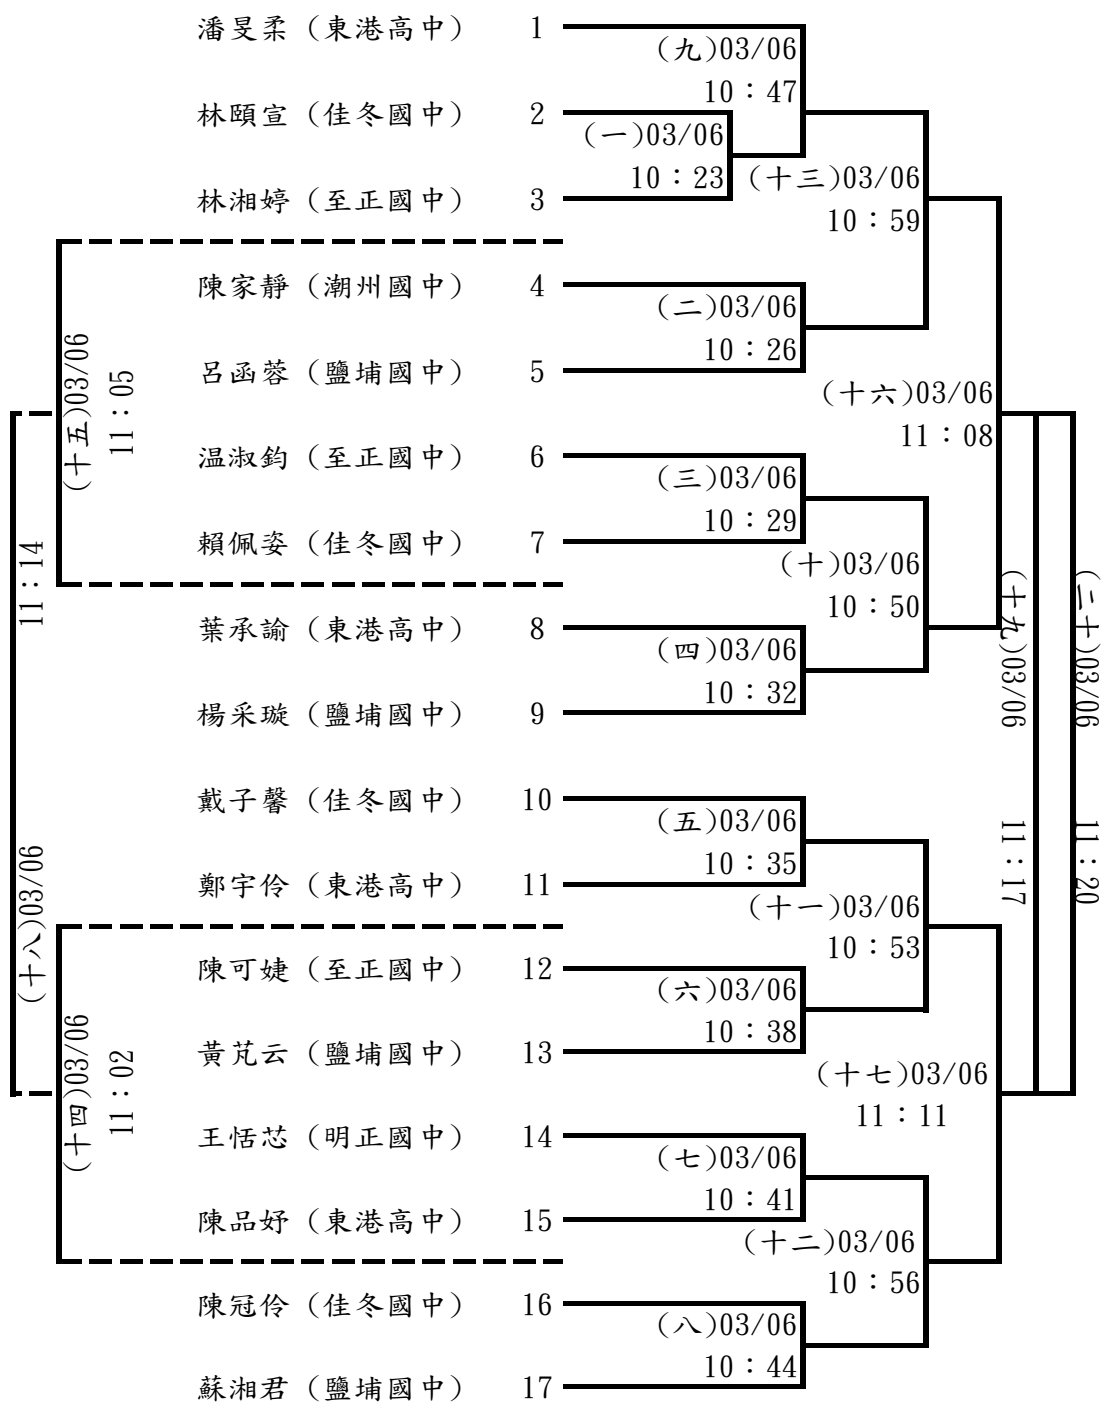 潘旻柔（東港高中） 1
(九)03/06
10：47
林頤宣（佳冬國中） 2
(一)03/06
10：23
林湘婷（至正國中） 3
(十三)03/06
10：59
陳家靜（潮州國中） 4
(二)03/06
10：26
呂函蓉（鹽埔國中） 5
(十五)03/06
11：05
(十六)03/06
11：08
温淑鈞（至正國中） 6
(三)03/06
10：29
賴佩姿（佳冬國中） 7
(十)03/06
10：50
葉承諭（東港高中） 8
(四)03/06
10：32
楊采璇（鹽埔國中） 9
(十八)03/06
11：14
(十九)03/06
11：17
(二十)03/06
11：20
戴子馨（佳冬國中） 10
(五)03/06
10：35
鄭宇伶（東港高中） 11
(十一)03/06
10：53
陳可婕（至正國中） 12
(六)03/06
10：38
黃芃云（鹽埔國中） 13
(十四)03/06
11：02
(十七)03/06
11：11
王恬芯（明正國中） 14
(七)03/06
10：41
陳品妤（東港高中） 15
(十二)03/06
10：56
陳冠伶（佳冬國中） 16
(八)03/06
10：44
蘇湘君（鹽埔國中） 17